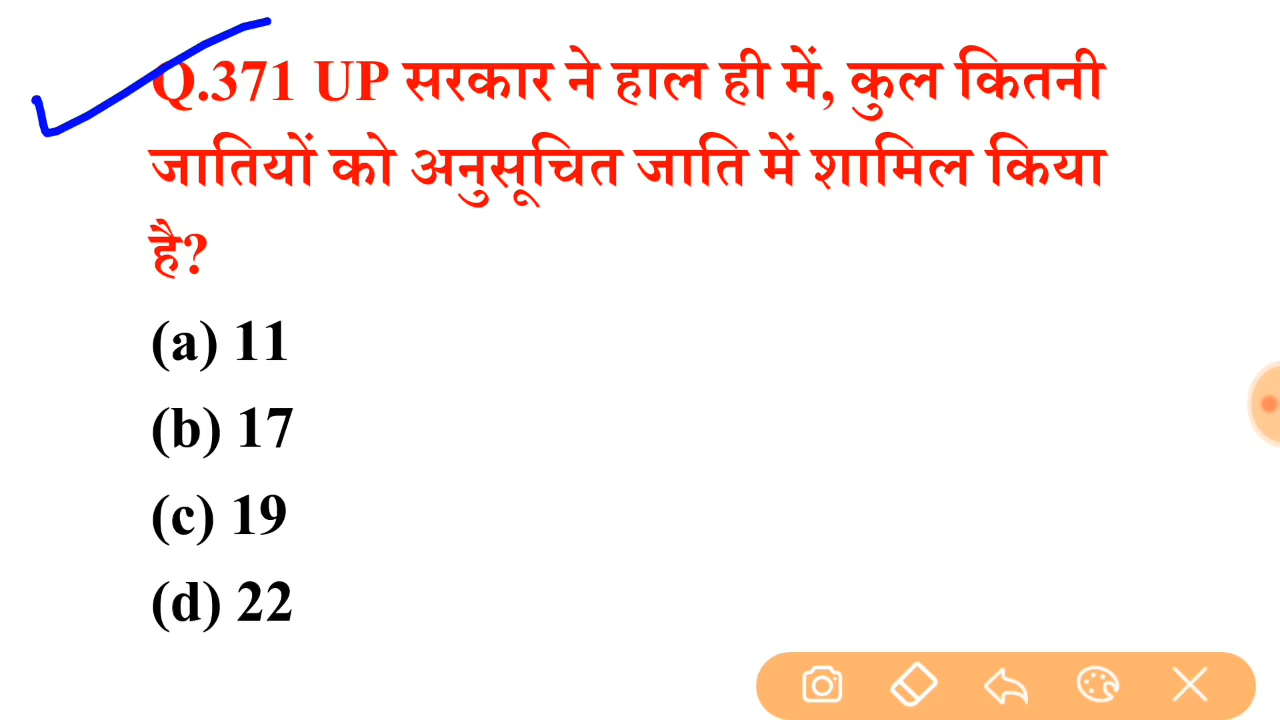 Q.371 UP सरकार ने हाल ही में, कुल कितनी
जातियों को अनुसूचित जाति में शामिल किया
है?
(a) 11
(b) 17
(c) 19
(d) 22